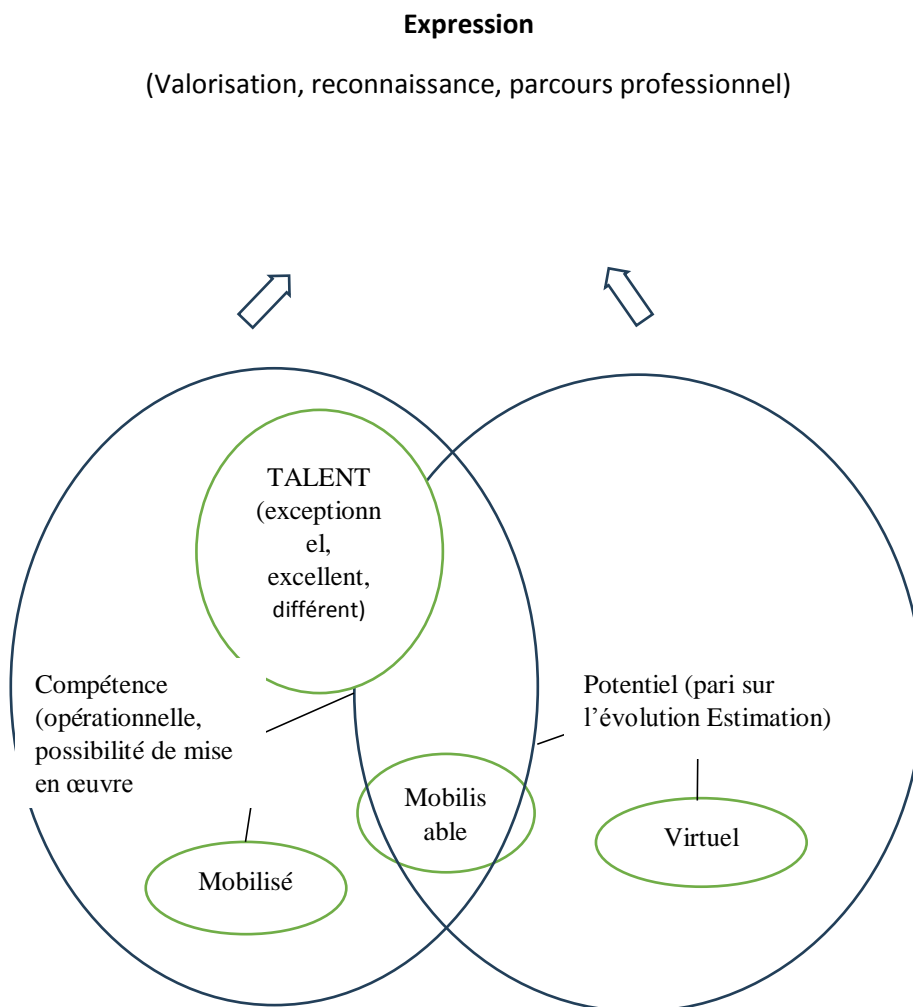 Expression
(Valorisation, reconnaissance, parcours professionnel)
TALENT
(exceptionn
el,
excellent,
différent)
Compétence
(opérationnelle,
possibilité de mise
en œuvre
Potentiel (pari sur
l’évolution Estimation)
Mobilis
able
Virtuel
Mobilisé